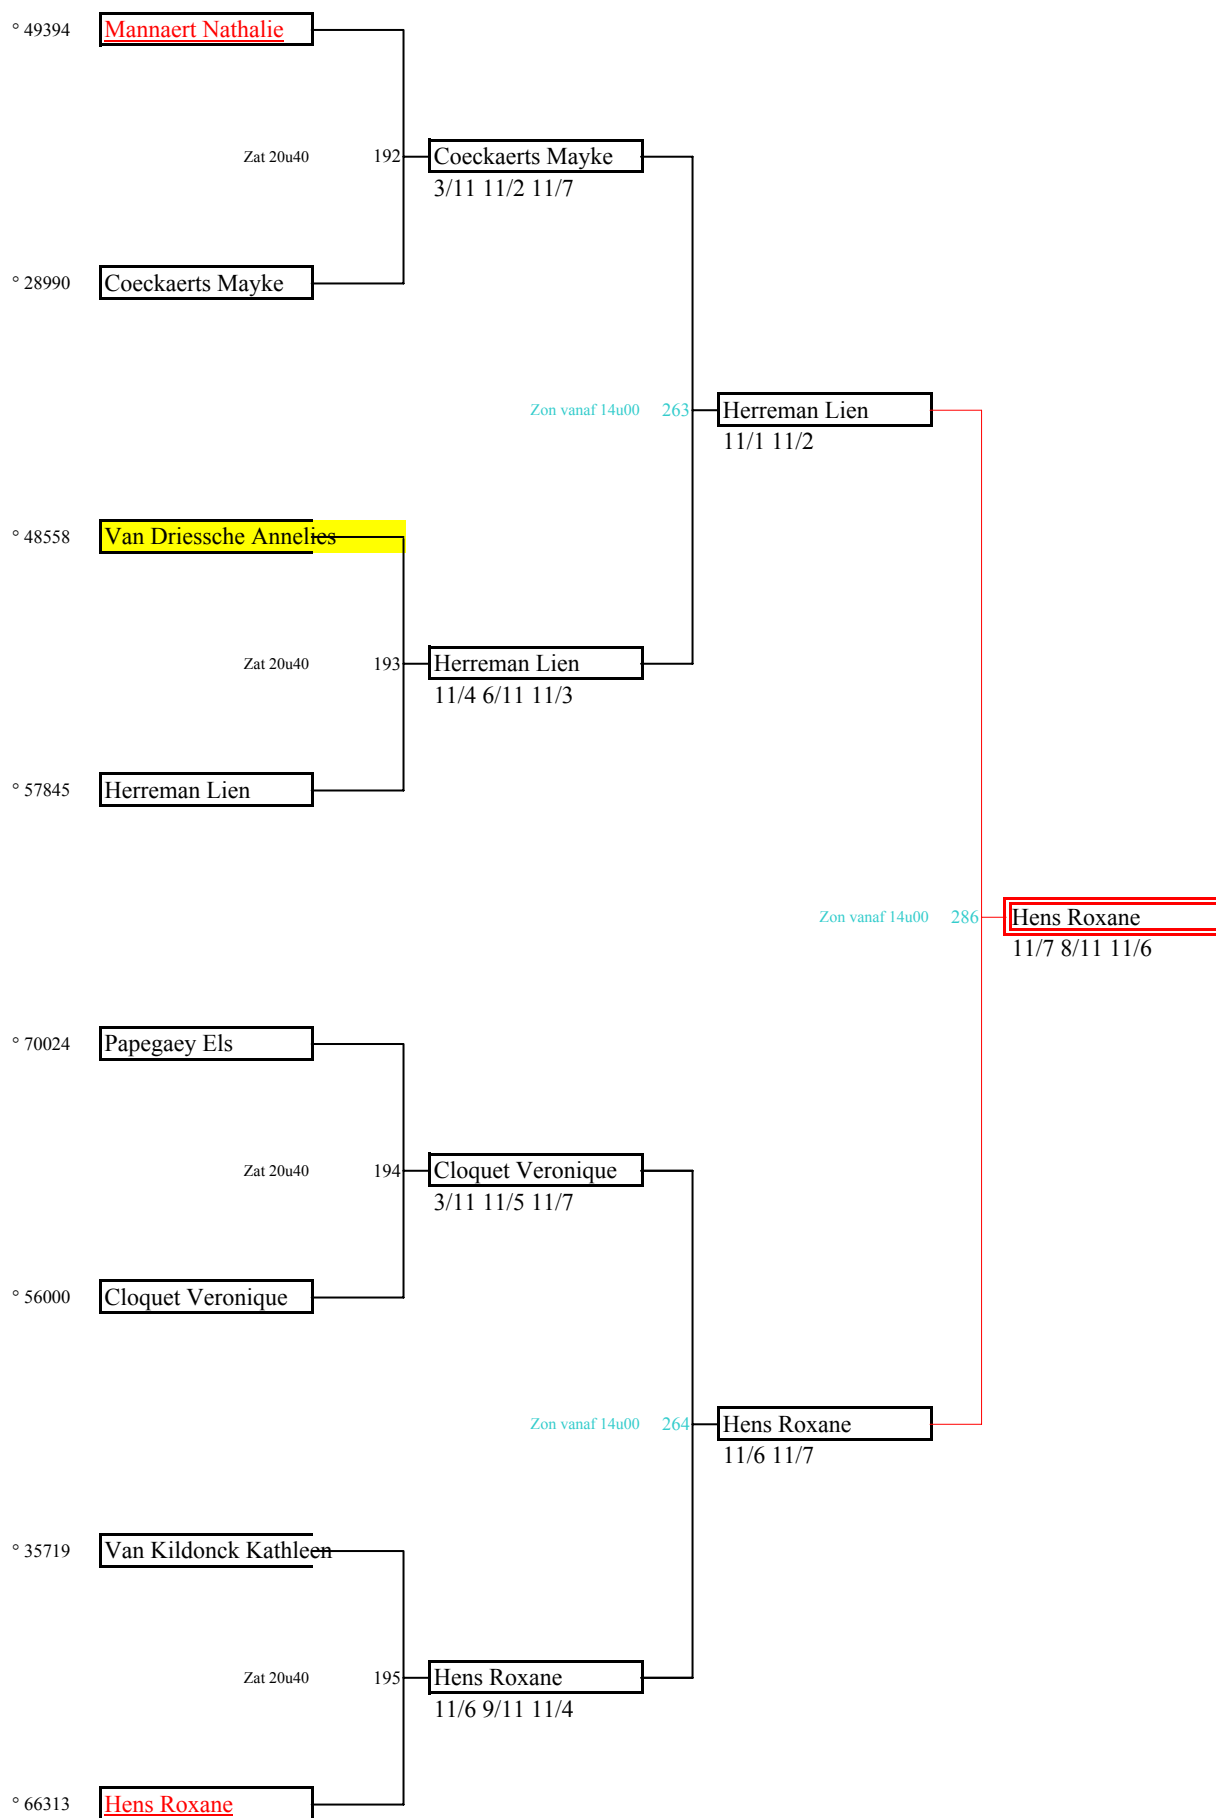 ° 49394 Mannaert Nathalie
Zat 20u40 192 Coeckaerts Mayke
3/11 11/2 11/7
° 28990 Coeckaerts Mayke
Zon vanaf 14u00 263 Herreman Lien
11/1 11/2
° 48558 Van Driessche Annelies
Zat 20u40 193 Herreman Lien
11/4 6/11 11/3
° 57845 Herreman Lien
Zon vanaf 14u00 286 Hens Roxane
11/7 8/11 11/6
° 70024 Papegaey Els
Zat 20u40 194 Cloquet Veronique
3/11 11/5 11/7
° 56000 Cloquet Veronique
Zon vanaf 14u00 264 Hens Roxane
11/6 11/7
° 35719 Van Kildonck Kathleen
Zat 20u40 195 Hens Roxane
11/6 9/11 11/4
° 66313 Hens Roxane